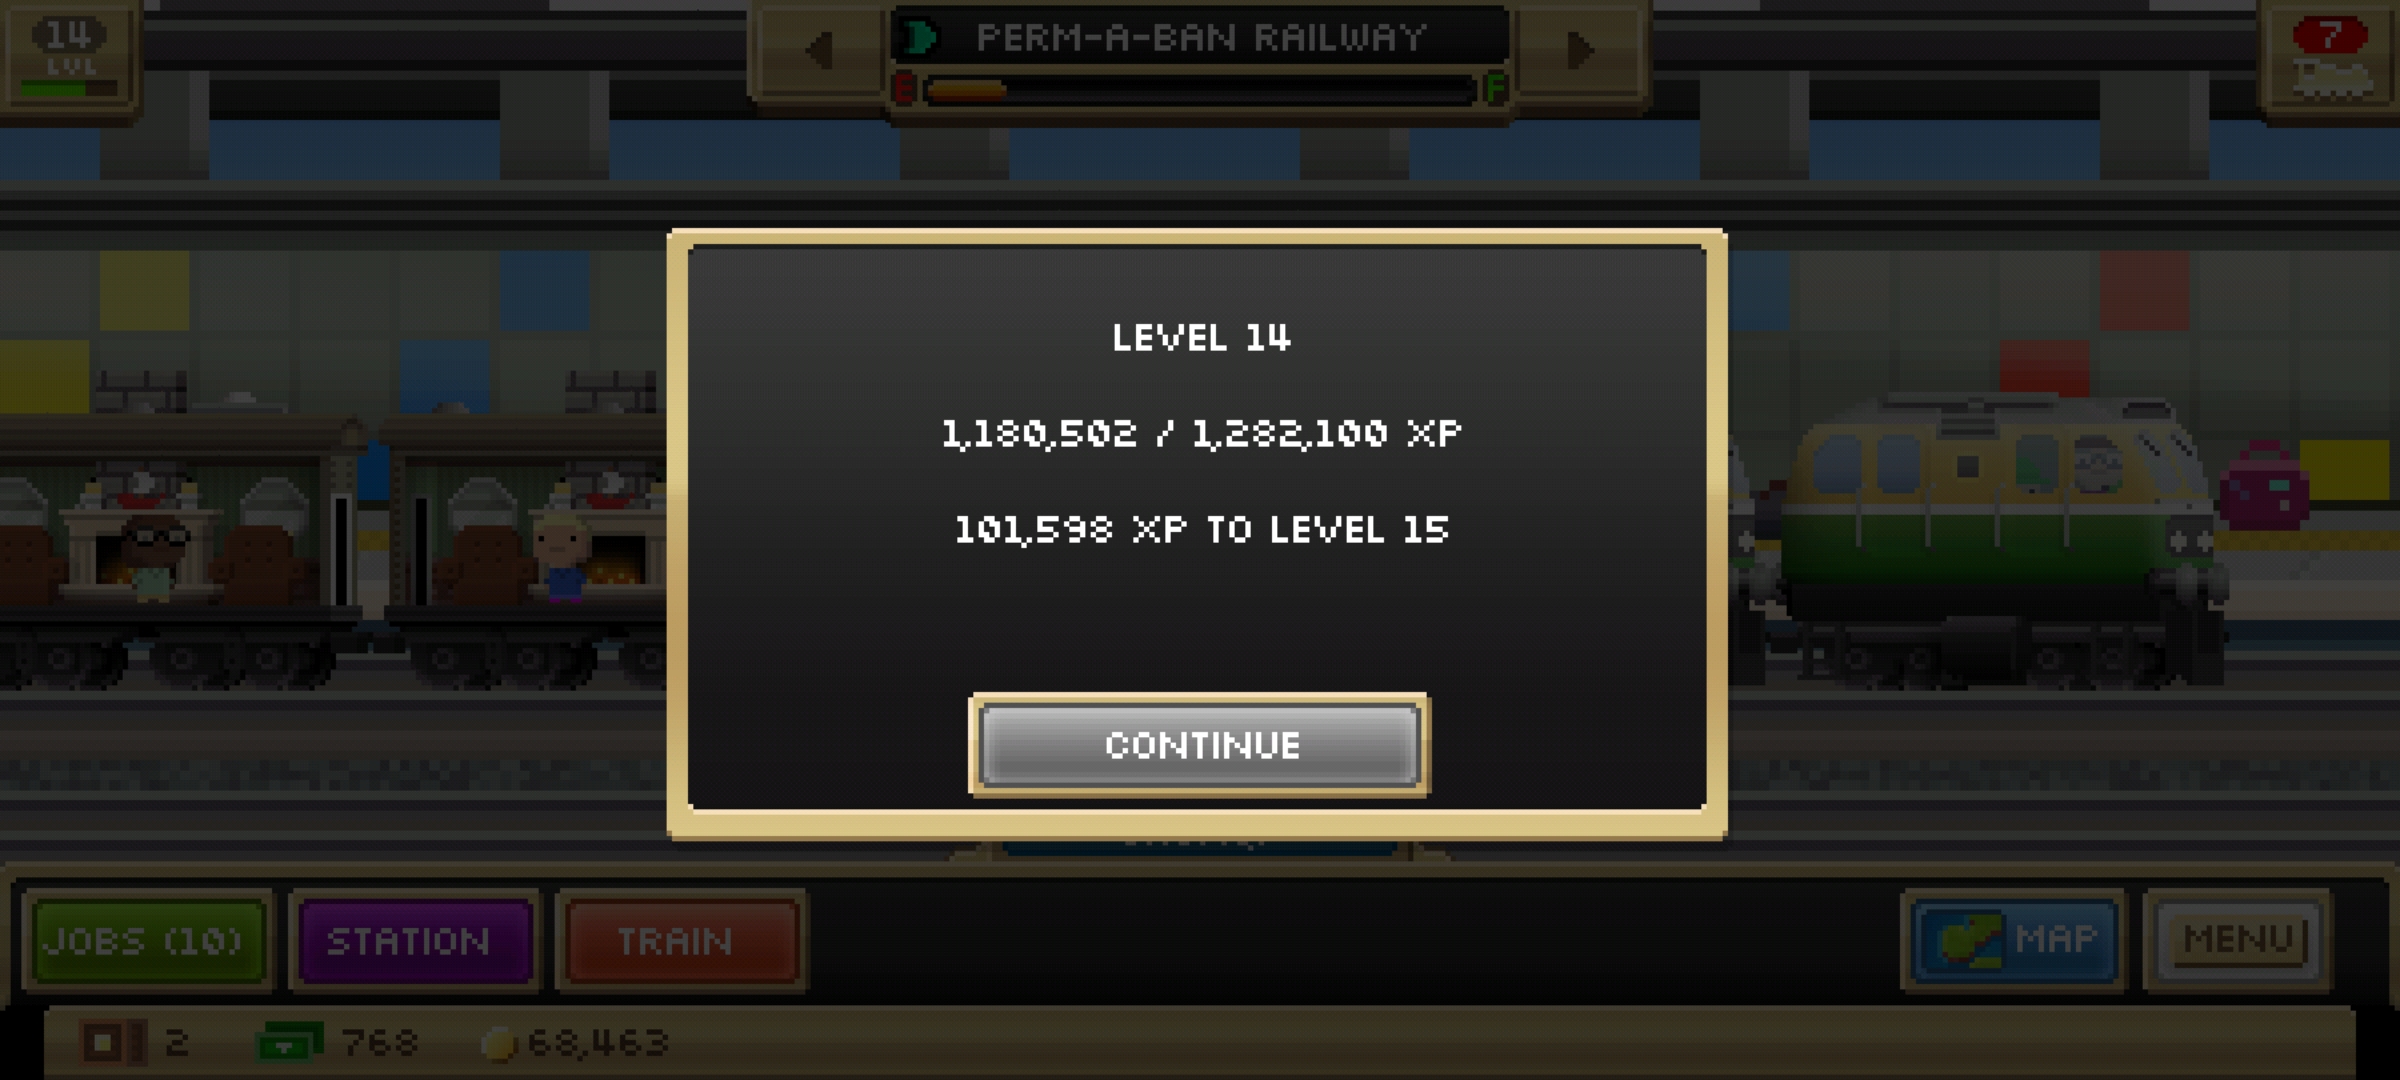 14
LVL
PERM-A-BAN RAILWAY
E
F
7
LEVEL 14
1,180,502 / 1,282,100 XP
101,598 XP TO LEVEL 15
CONTINUE
JOBS (10)
STATION
TRAIN
MAP
MENU
2
768
68,463